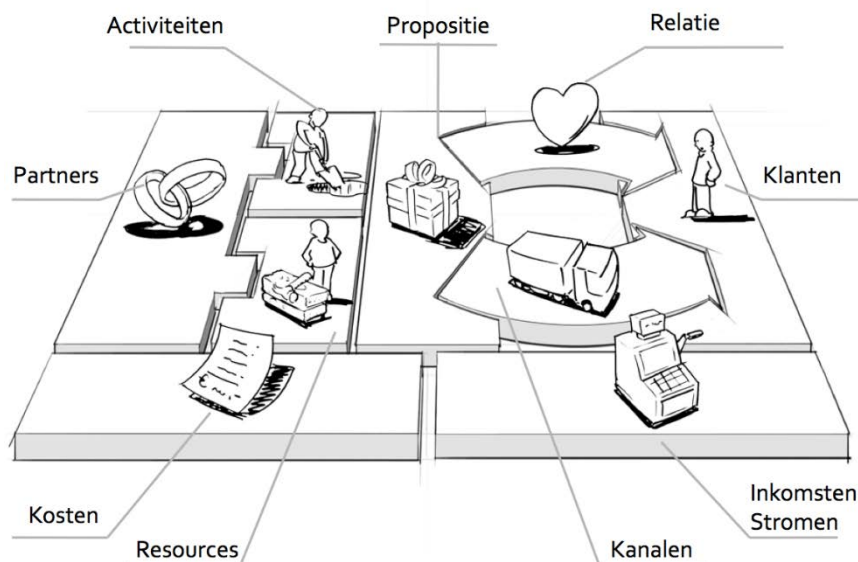 Activiteiten
Propositie
Relatie
Partners
Klanten
Kosten
Resources
Kanalen
Inkomsten
Stromen